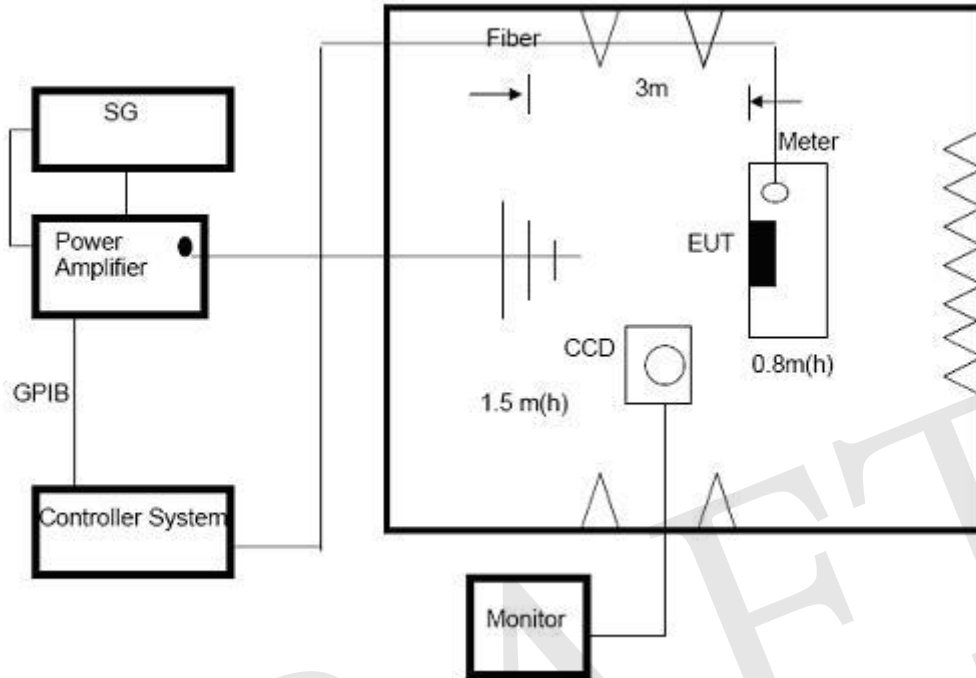 Fiber
3m
SG
Meter
Power
Amplifier
EUT
CCD
0.8m(h)
GPIB
1.5 m(h)
Controller System
Monitor